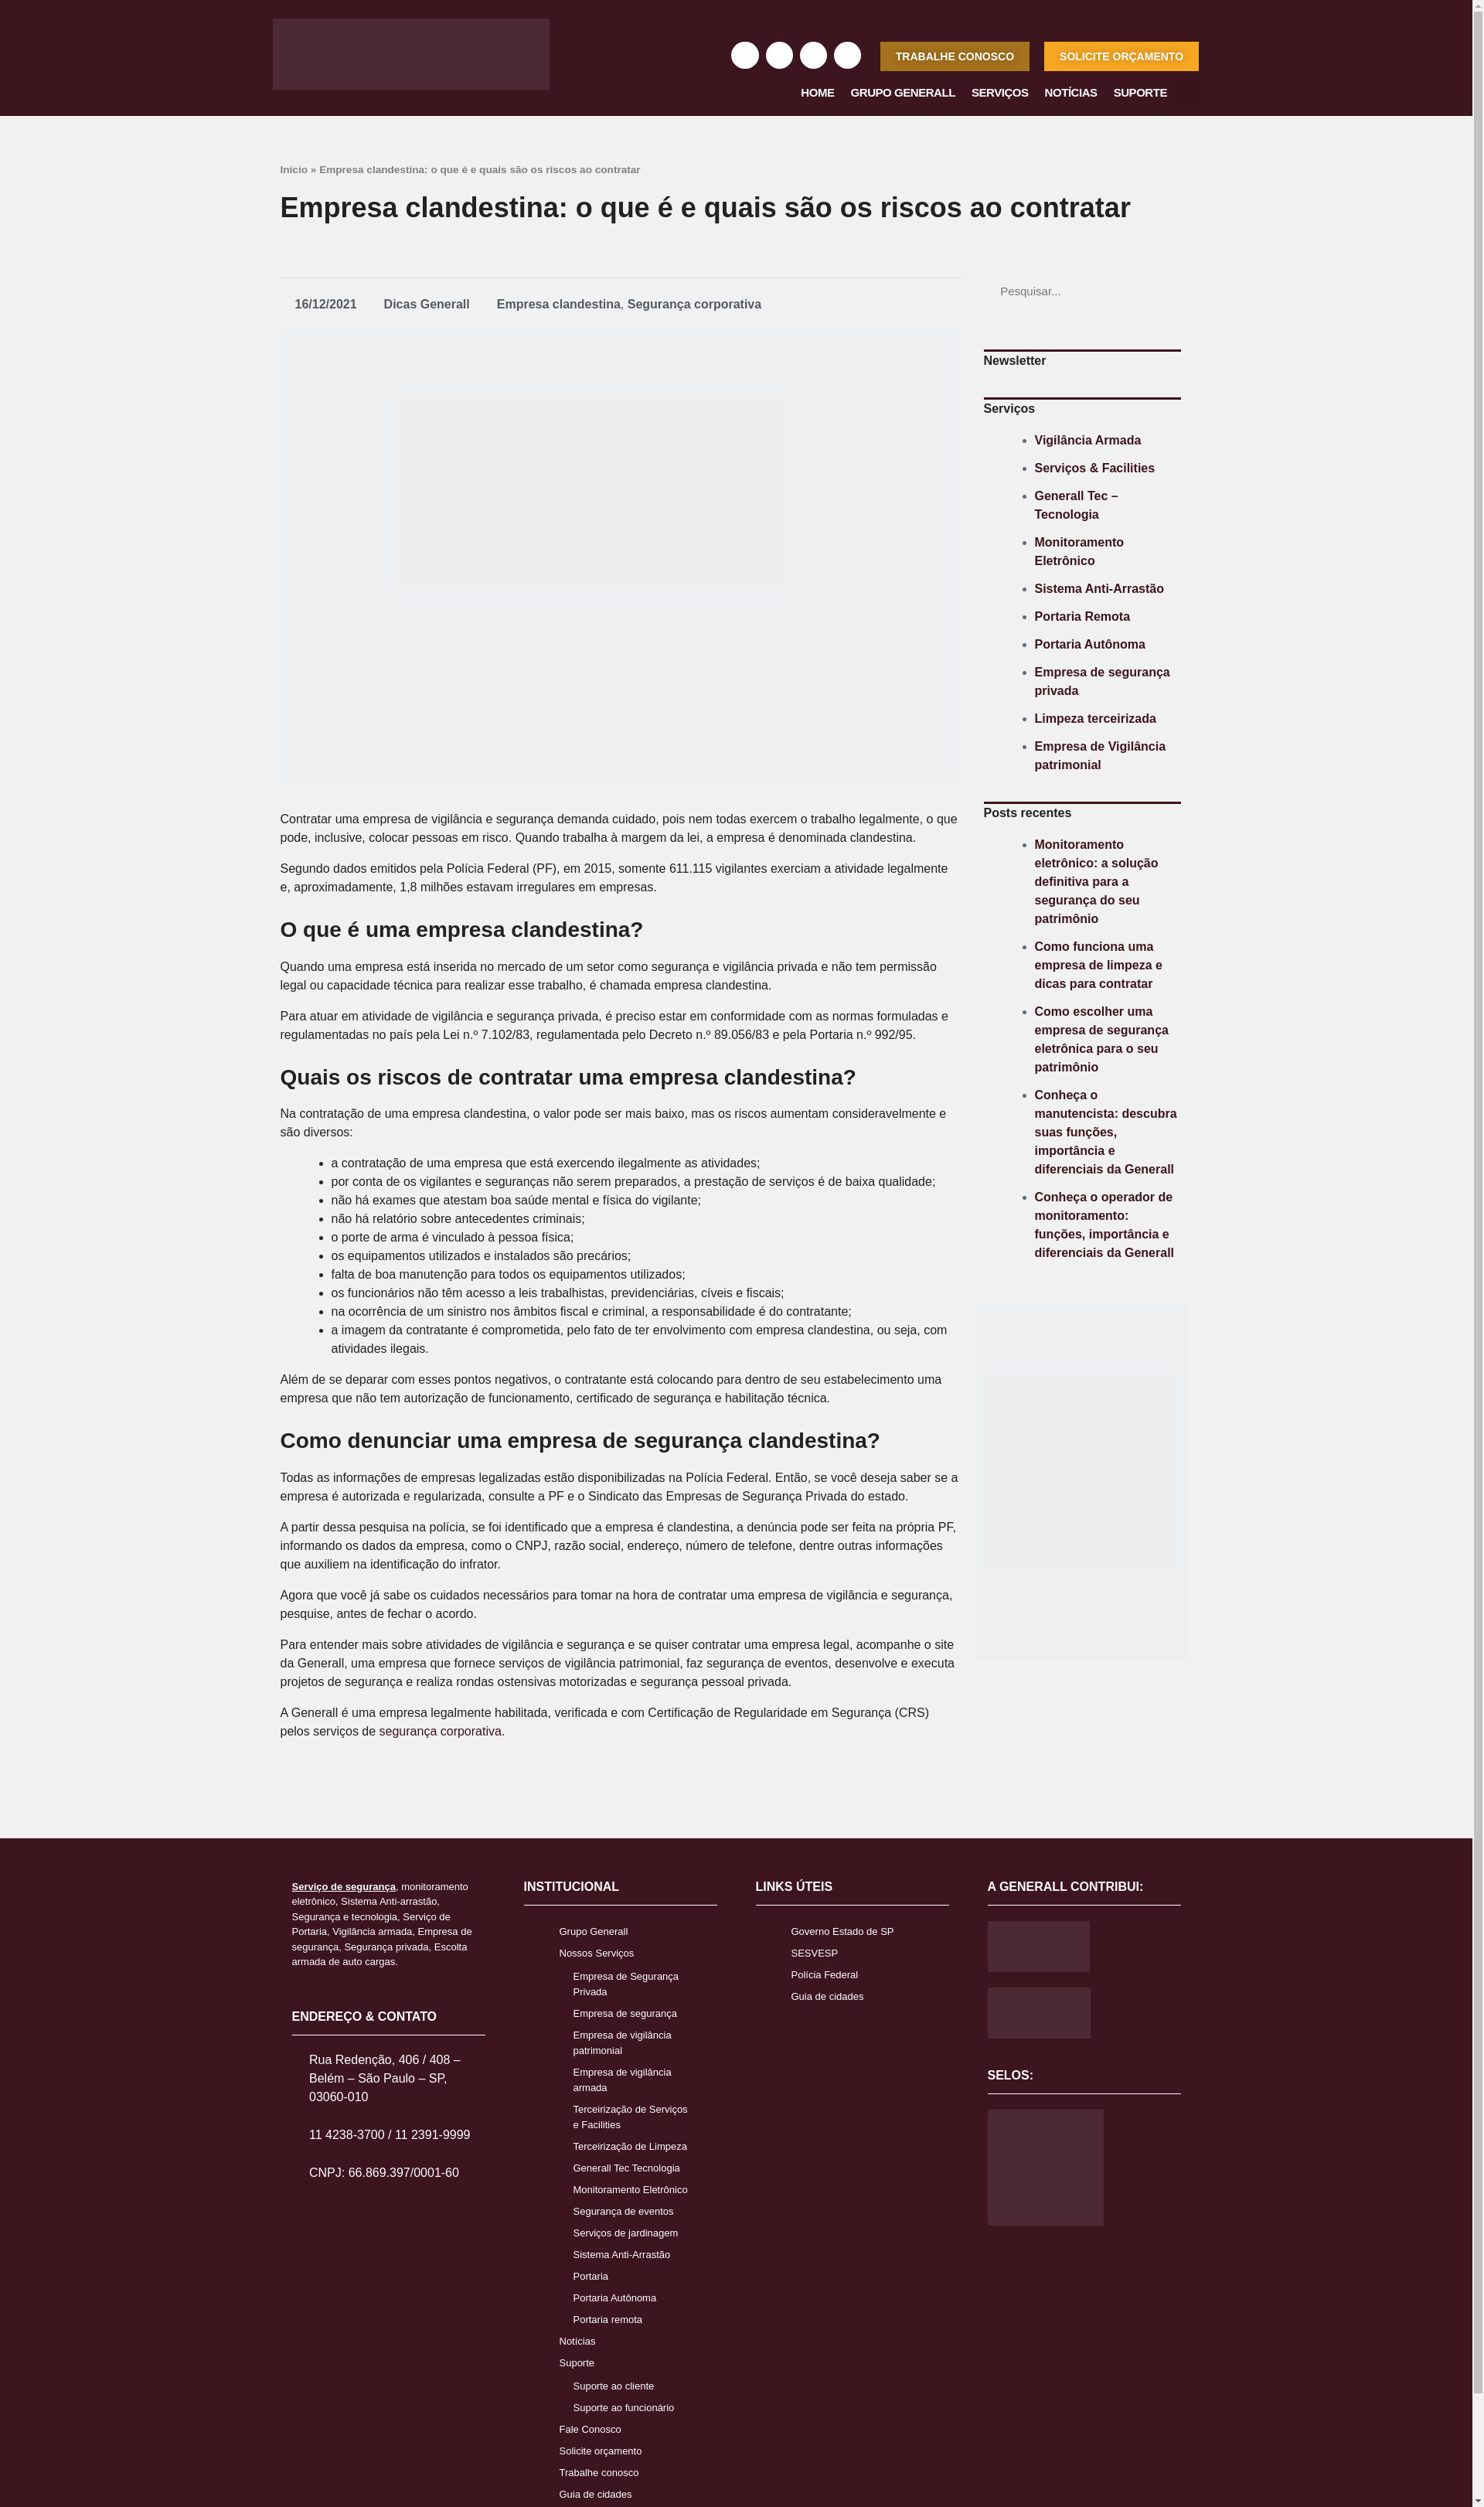 TRABALHE CONOSCO
SOLICITE ORÇAMENTO
HOME
GRUPO GENERALL
SERVIÇOS
NOTÍCIAS
SUPORTE
Início » Empresa clandestina: o que é e quais são os riscos ao contratar
Empresa clandestina: o que é e quais são os riscos ao contratar
16/12/2021
Dicas Generall
Empresa clandestina, Segurança corporativa
Contratar uma empresa de vigilância e segurança demanda cuidado, pois nem todas exercem o trabalho legalmente, o que
pode, inclusive, colocar pessoas em risco. Quando trabalha à margem da lei, a empresa é denominada clandestina.
Segundo dados emitidos pela Polícia Federal (PF), em 2015, somente 611.115 vigilantes exerciam a atividade legalmente
e, aproximadamente, 1,8 milhões estavam irregulares em empresas.
O que é uma empresa clandestina?
Quando uma empresa está inserida no mercado de um setor como segurança e vigilância privada e não tem permissão
legal ou capacidade técnica para realizar esse trabalho, é chamada empresa clandestina.
Para atuar em atividade de vigilância e segurança privada, é preciso estar em conformidade com as normas formuladas e
regulamentadas no país pela Lei n.º 7.102/83, regulamentada pelo Decreto n.º 89.056/83 e pela Portaria n.º 992/95.
Quais os riscos de contratar uma empresa clandestina?
Na contratação de uma empresa clandestina, o valor pode ser mais baixo, mas os riscos aumentam consideravelmente e
são diversos:
a contratação de uma empresa que está exercendo ilegalmente as atividades;
por conta de os vigilantes e seguranças não serem preparados, a prestação de serviços é de baixa qualidade;
não há exames que atestam boa saúde mental e física do vigilante;
não há relatório sobre antecedentes criminais;
o porte de arma é vinculado à pessoa física;
os equipamentos utilizados e instalados são precários;
falta de boa manutenção para todos os equipamentos utilizados;
os funcionários não têm acesso a leis trabalhistas, previdenciárias, cíveis e fiscais;
na ocorrência de um sinistro nos âmbitos fiscal e criminal, a responsabilidade é do contratante;
a imagem da contratante é comprometida, pelo fato de ter envolvimento com empresa clandestina, ou seja, com
atividades ilegais.
Além de se deparar com esses pontos negativos, o contratante está colocando para dentro de seu estabelecimento uma
empresa que não tem autorização de funcionamento, certificado de segurança e habilitação técnica.
Como denunciar uma empresa de segurança clandestina?
Todas as informações de empresas legalizadas estão disponibilizadas na Polícia Federal. Então, se você deseja saber se a
empresa é autorizada e regularizada, consulte a PF e o Sindicato das Empresas de Segurança Privada do estado.
A partir dessa pesquisa na polícia, se foi identificado que a empresa é clandestina, a denúncia pode ser feita na própria PF,
informando os dados da empresa, como o CNPJ, razão social, endereço, número de telefone, dentre outras informações
que auxiliem na identificação do infrator.
Agora que você já sabe os cuidados necessários para tomar na hora de contratar uma empresa de vigilância e segurança,
pesquise, antes de fechar o acordo.
Para entender mais sobre atividades de vigilância e segurança e se quiser contratar uma empresa legal, acompanhe o site
da Generall, uma empresa que fornece serviços de vigilância patrimonial, faz segurança de eventos, desenvolve e executa
projetos de segurança e realiza rondas ostensivas motorizadas e segurança pessoal privada.
A Generall é uma empresa legalmente habilitada, verificada e com Certificação de Regularidade em Segurança (CRS)
pelos serviços de segurança corporativa.
Pesquisar...
Newsletter
Serviços
Vigilância Armada
Serviços & Facilities
Generall Tec –
Tecnologia
Monitoramento
Eletrônico
Sistema Anti-Arrastão
Portaria Remota
Portaria Autônoma
Empresa de segurança
privada
Limpeza terceirizada
Empresa de Vigilância
patrimonial
Posts recentes
Monitoramento
eletrônico: a solução
definitiva para a
segurança do seu
patrimônio
Como funciona uma
empresa de limpeza e
dicas para contratar
Como escolher uma
empresa de segurança
eletrônica para o seu
patrimônio
Conheça o
manutencista: descubra
suas funções,
importância e
diferenciais da Generall
Conheça o operador de
monitoramento:
funções, importância e
diferenciais da Generall
Serviço de segurança, monitoramento
eletrônico, Sistema Anti-arrastão,
Segurança e tecnologia, Serviço de
Portaria, Vigilância armada, Empresa de
segurança, Segurança privada, Escolta
armada de auto cargas.
ENDEREÇO & CONTATO
Rua Redenção, 406 / 408 –
Belém – São Paulo – SP,
03060-010
11 4238-3700 / 11 2391-9999
CNPJ: 66.869.397/0001-60
INSTITUCIONAL
Grupo Generall
Nossos Serviços
Empresa de Segurança
Privada
Empresa de segurança
Empresa de vigilância
patrimonial
Empresa de vigilância
armada
Terceirização de Serviços
e Facilities
Terceirização de Limpeza
Generall Tec Tecnologia
Monitoramento Eletrônico
Segurança de eventos
Serviços de jardinagem
Sistema Anti-Arrastão
Portaria
Portaria Autônoma
Portaria remota
Notícias
Suporte
Suporte ao cliente
Suporte ao funcionário
Fale Conosco
Solicite orçamento
Trabalhe conosco
Guia de cidades
LINKS ÚTEIS
Governo Estado de SP
SESVESP
Polícia Federal
Guia de cidades
A GENERALL CONTRIBUI:
SELOS: